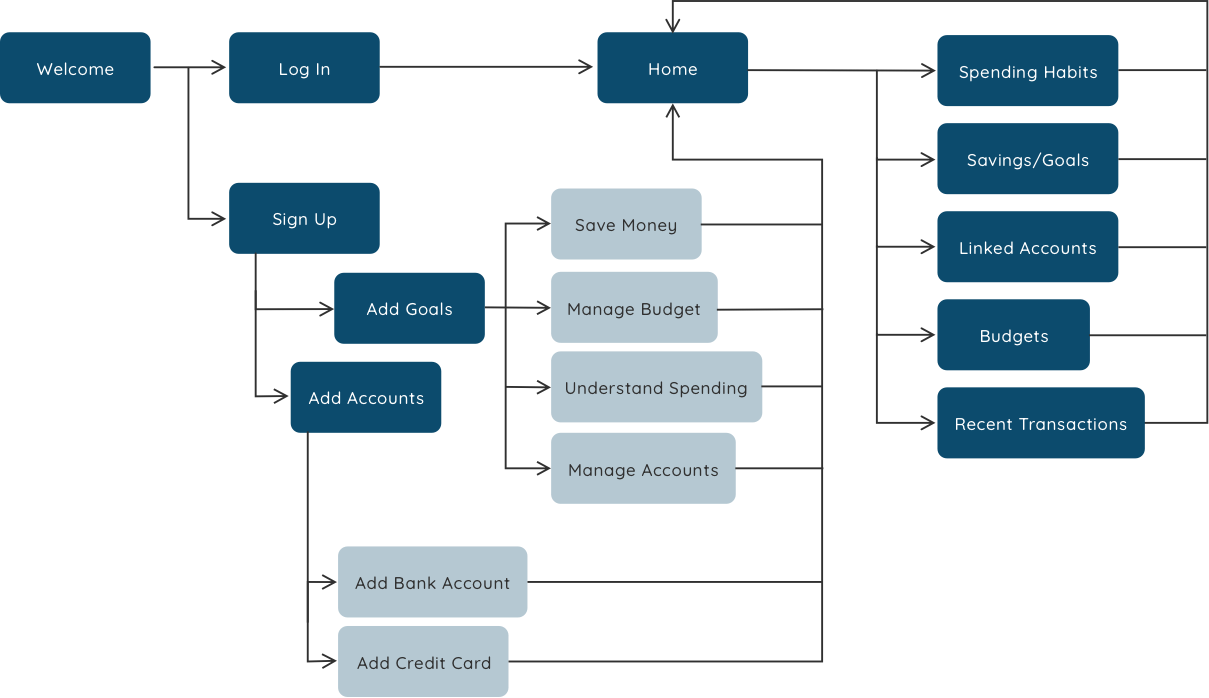 Welcome
Log In
Home
Spending Habits
Savings/Goals
Sign Up
Save Money
Linked Accounts
Add Goals
Manage Budget
Budgets
Understand Spending
Add Accounts
Recent Transactions
Manage Accounts
Add Bank Account
Add Credit Card